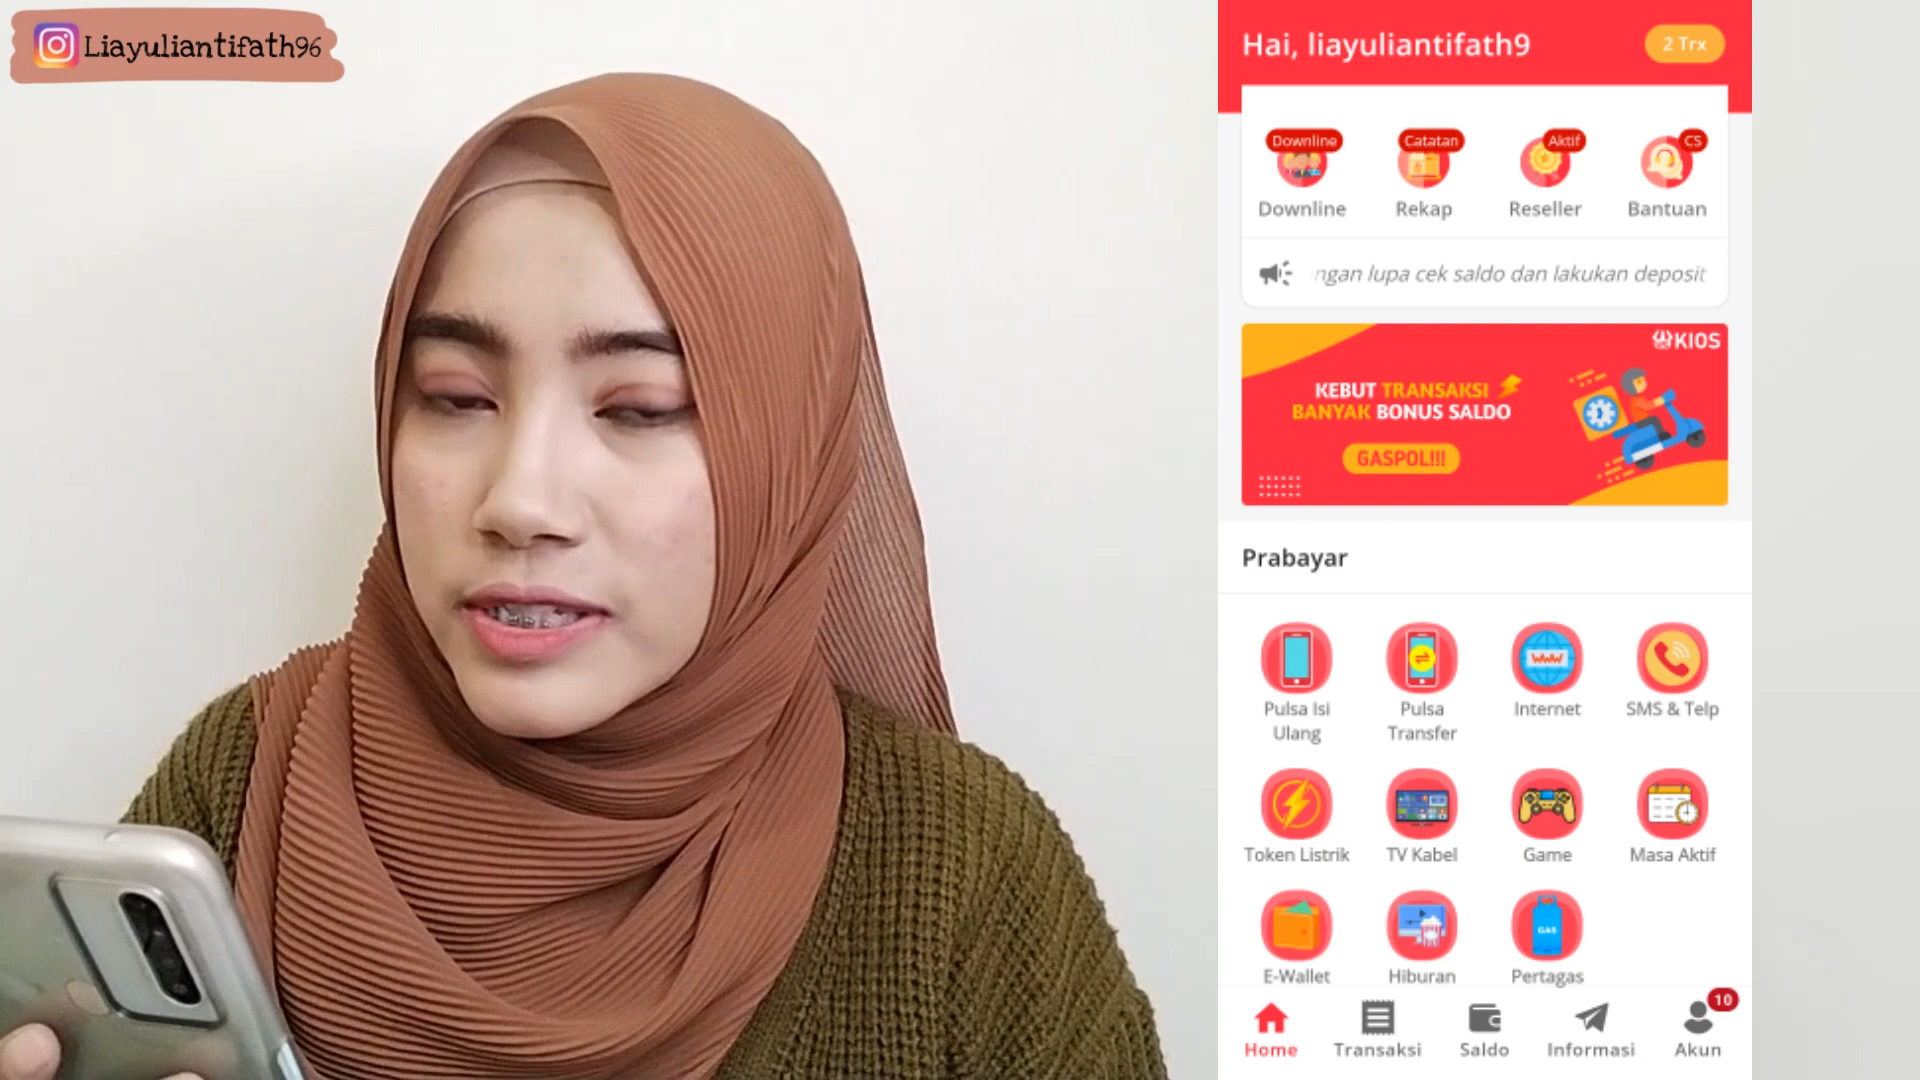 Liayuliantifath96
Hai, liayuliantifath9
2 Trx
Downline
Catatan
Aktif
CS
Downline
Rekap
Reseller
Bantuan
ngan lupa cek saldo dan lakukan deposit
KIOS
KEBUT TRANSAKSI
BANYAK BONUS SALDO
GASPOL!!!
Prabayar
www
Pulsa Isi
Ulang
Pulsa
Transfer
Internet
SMS & Telp
Token Listrik
TV Kabel
Game
Masa Aktif
GAS
E-Wallet
Hiburan
Pertagas
10
Home
Transaksi
Saldo
Informasi
Akun